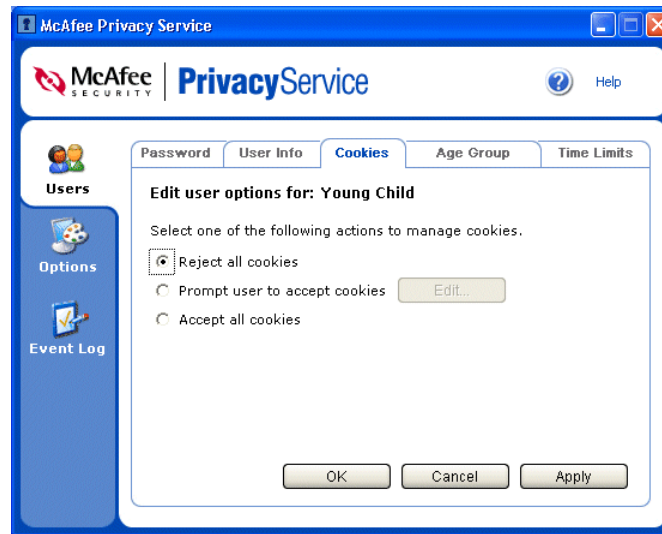 McAfee Privacy Service
McAfee SECURITY PrivacyService
Help
Users
Options
Event Log
Password User Info Cookies Age Group Time Limits
Edit user options for: Young Child
Select one of the following actions to manage cookies.
Reject all cookies
Prompt user to accept cookies Edit...
Accept all cookies
OK Cancel Apply